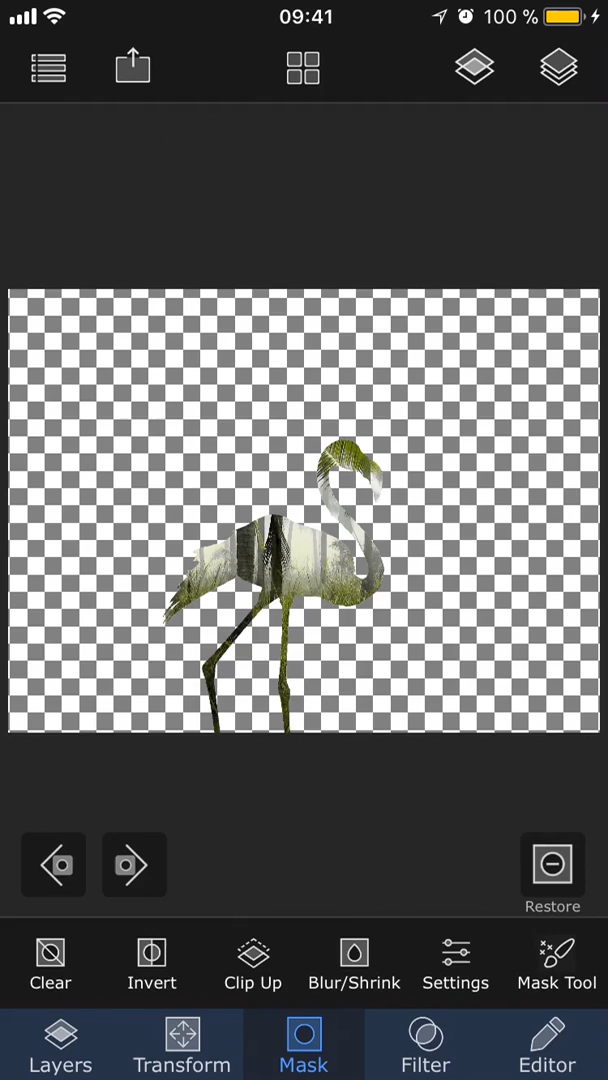 09:41
100 %
Restore
Clear Invert Clip Up Blur/Shrink Settings Mask Tool
Layers Transform Mask Filter Editor